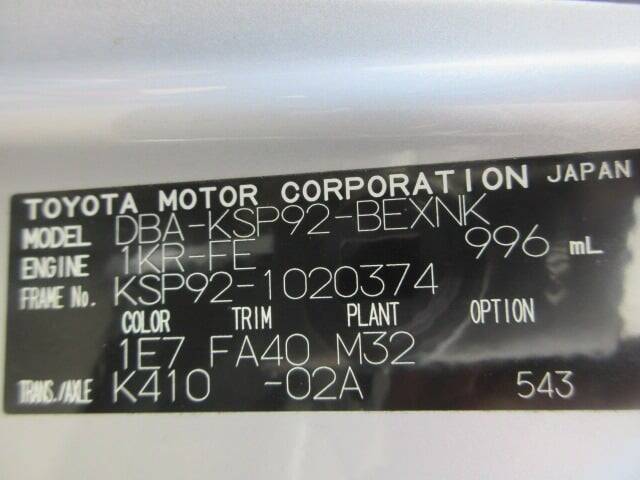 TOYOTA MOTOR CORPORATION JAPAN
MODEL DBA-KSP92-BEXNK
ENGINE 1KR-FE 996 mL
FRAME No. KSP92-1020374
COLOR TRIM PLANT OPTION
1E7 FA40 M32
TRANS./AXLE K410 -02A 543